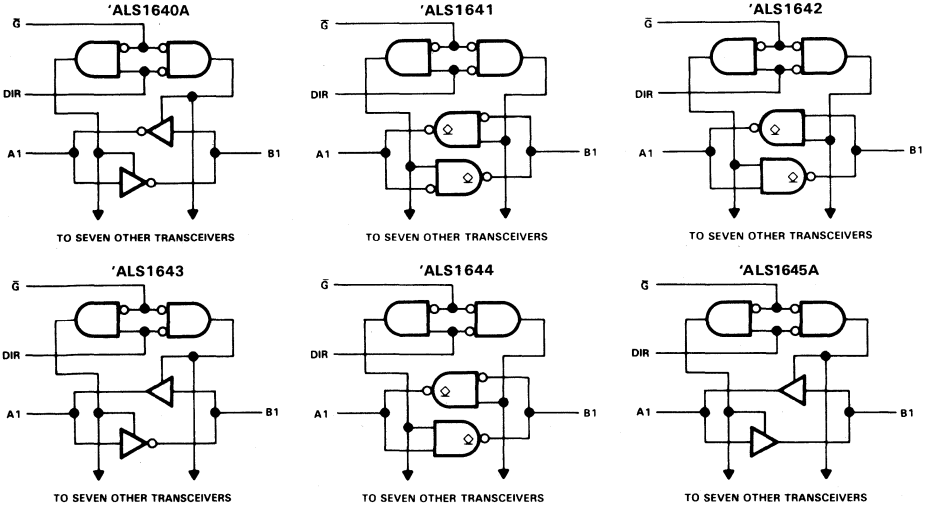 'ALS1640A
G̅
DIR
A1
B1
TO SEVEN OTHER TRANSCEIVERS
'ALS1641
G̅
DIR
A1
B1
TO SEVEN OTHER TRANSCEIVERS
'ALS1642
G̅
DIR
A1
B1
TO SEVEN OTHER TRANSCEIVERS
'ALS1643
G̅
DIR
A1
B1
TO SEVEN OTHER TRANSCEIVERS
'ALS1644
G̅
DIR
A1
B1
TO SEVEN OTHER TRANSCEIVERS
'ALS1645A
G̅
DIR
A1
B1
TO SEVEN OTHER TRANSCEIVERS